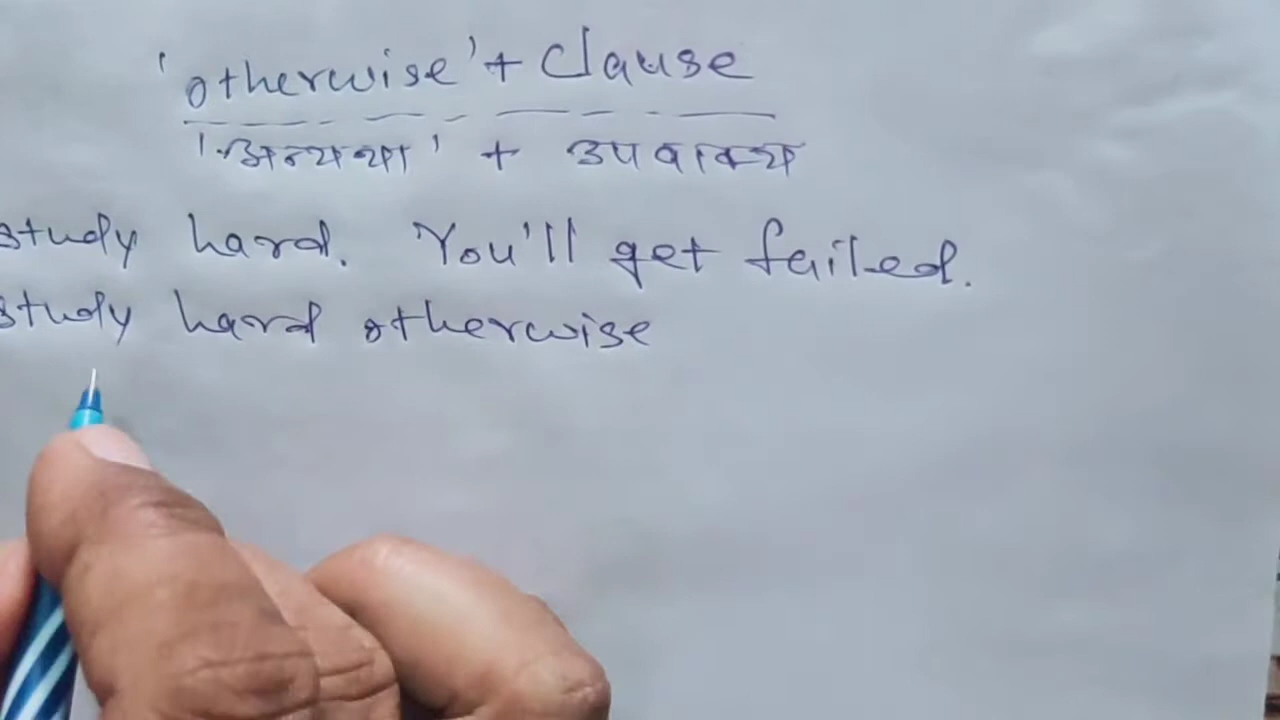 'otherwise' + Clause
'अन्यथा' + उपवाक्य
study hard. You'll get failed.
study hard otherwise